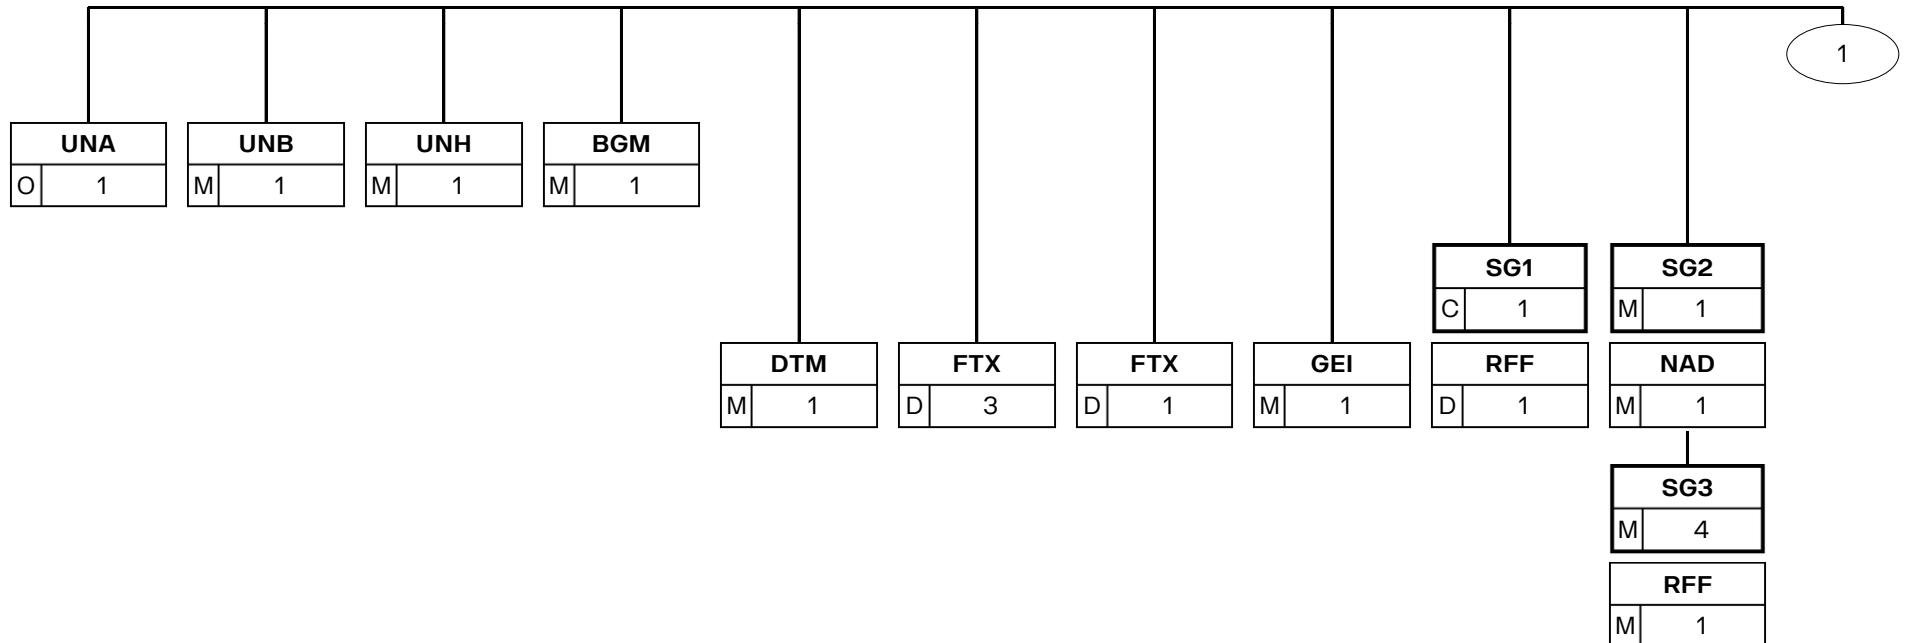 1
UNA
O 1
UNB
M 1
UNH
M 1
BGM
M 1
DTM
M 1
FTX
D 3
FTX
D 1
GEI
M 1
SG1
C 1
RFF
D 1
SG2
M 1
NAD
M 1
SG3
M 4
RFF
M 1